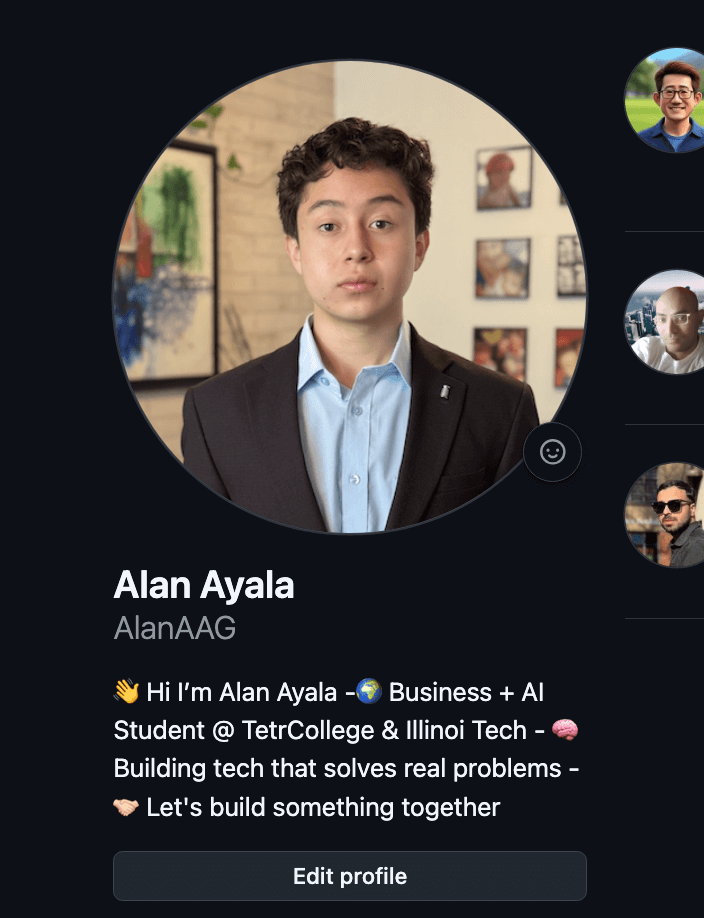 Alan Ayala
AlanAAG
👋 Hi I’m Alan Ayala -🌍 Business + AI
Student @ TetrCollege & Illinoi Tech - 🧠
Building tech that solves real problems -
🤝🏻 Let's build something together
Edit profile